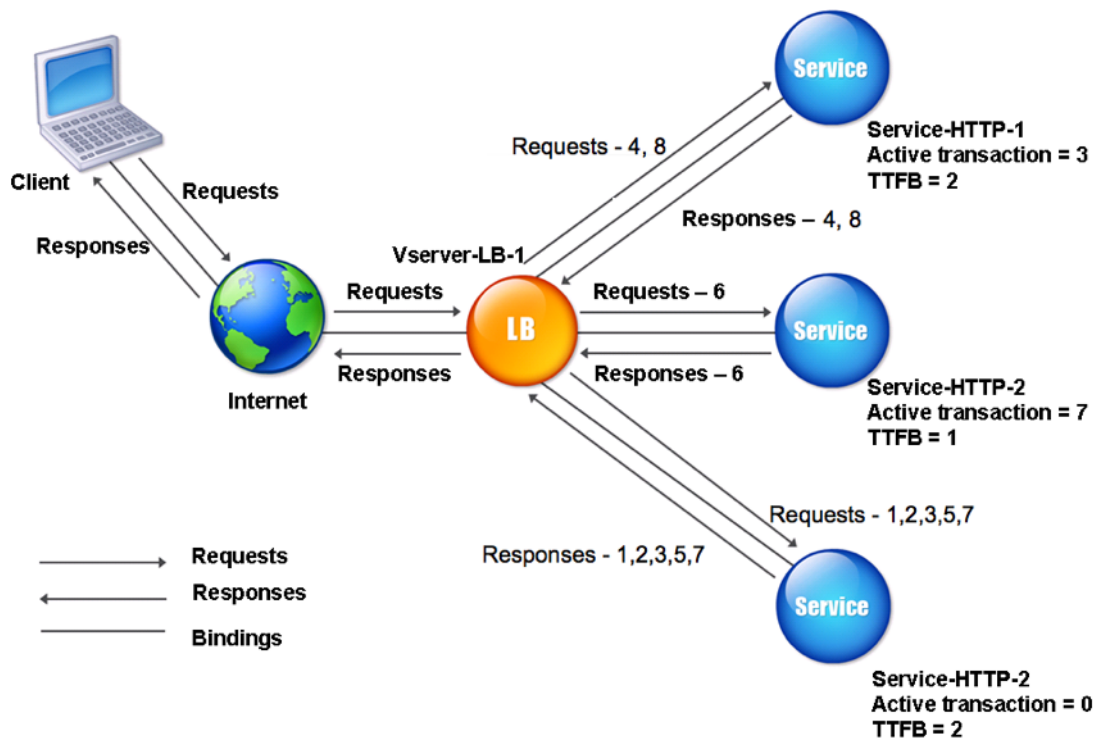 Service
Service-HTTP-1
Active transaction = 3
TTFB = 2
Requests - 4, 8
Responses – 4, 8
Client
Requests
Responses
Vserver-LB-1
Requests
LB
Responses
Internet
Requests – 6
Responses – 6
Service
Service-HTTP-2
Active transaction = 7
TTFB = 1
Requests - 1,2,3,5,7
Responses - 1,2,3,5,7
Service
Service-HTTP-2
Active transaction = 0
TTFB = 2
Requests
Responses
Bindings